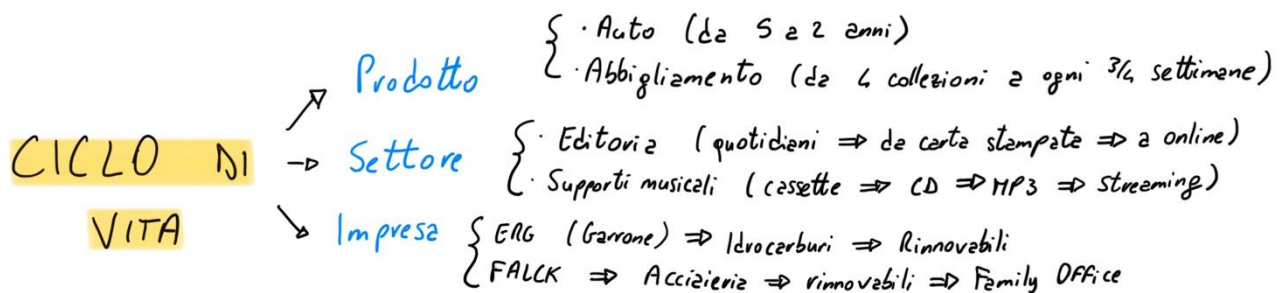 CICLO DI VITA
Prodotto
· Auto (da 5 a 2 anni)
· Abbigliamento (da 4 collezioni a ogni 3/4 settimane)
Settore
· Editoria (quotidiani ⇒ da carta stampata ⇒ a online)
· Supporti musicali (cassette ⇒ CD ⇒ MP3 ⇒ streaming)
Impresa
ERG (Garrone) ⇒ Idrocarburi ⇒ Rinnovabili
FALCK ⇒ Acciaieria ⇒ rinnovabili ⇒ Family Office